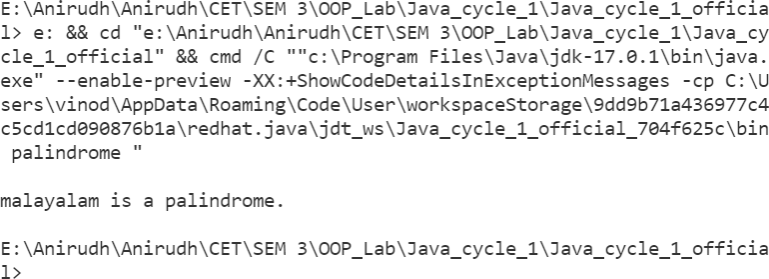 E:\Anirudh\Anirudh\CET\SEM 3\OOP_Lab\Java_cycle_1\Java_cycle_1_officia
l> e: && cd "e:\Anirudh\Anirudh\CET\SEM 3\OOP_Lab\Java_cycle_1\Java_cy
cle_1_official" && cmd /C ""c:\Program Files\Java\jdk-17.0.1\bin\java.
exe" --enable-preview -XX:+ShowCodeDetailsInExceptionMessages -cp C:\U
sers\vinod\AppData\Roaming\Code\User\workspaceStorage\9dd9b71a436977c4
c5cd1cd090876b1a\redhat.java\jdt_ws\Java_cycle_1_official_704f625c\bin
 palindrome "
malayalam is a palindrome.
E:\Anirudh\Anirudh\CET\SEM 3\OOP_Lab\Java_cycle_1\Java_cycle_1_officia
l>